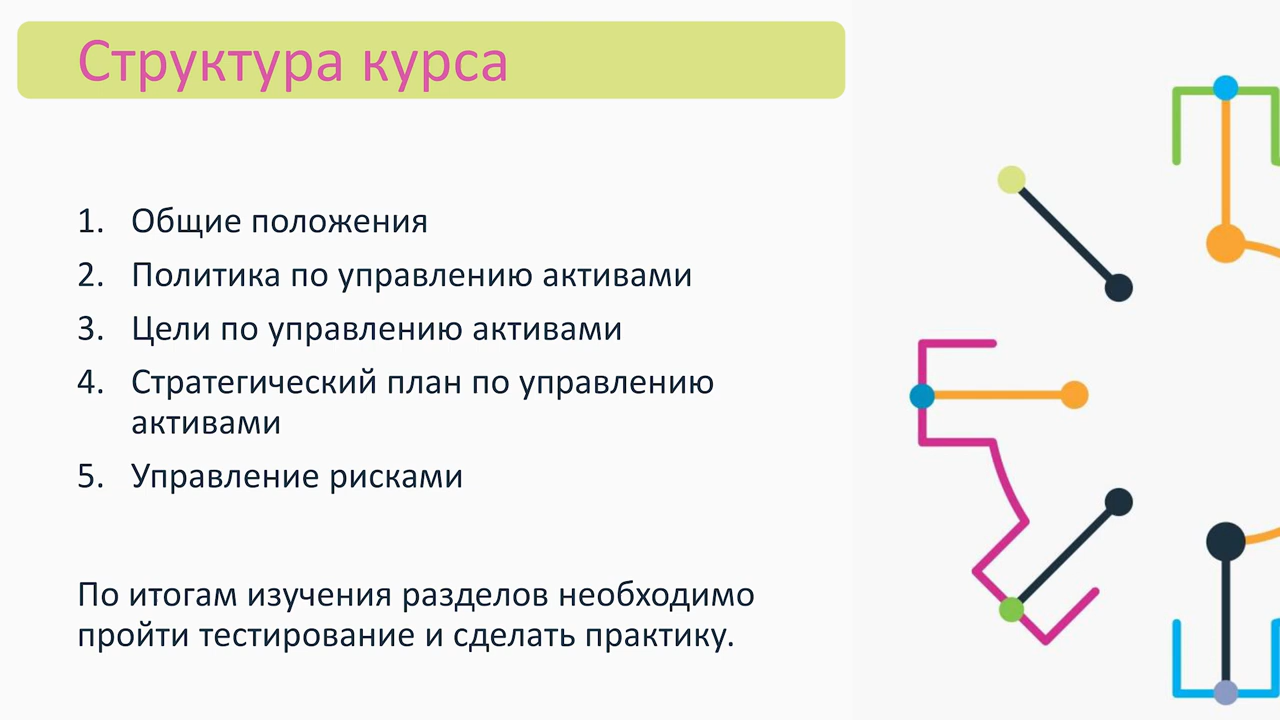 Структура курса
1. Общие положения
2. Политика по управлению активами
3. Цели по управлению активами
4. Стратегический план по управлению
активами
5. Управление рисками
По итогам изучения разделов необходимо
пройти тестирование и сделать практику.